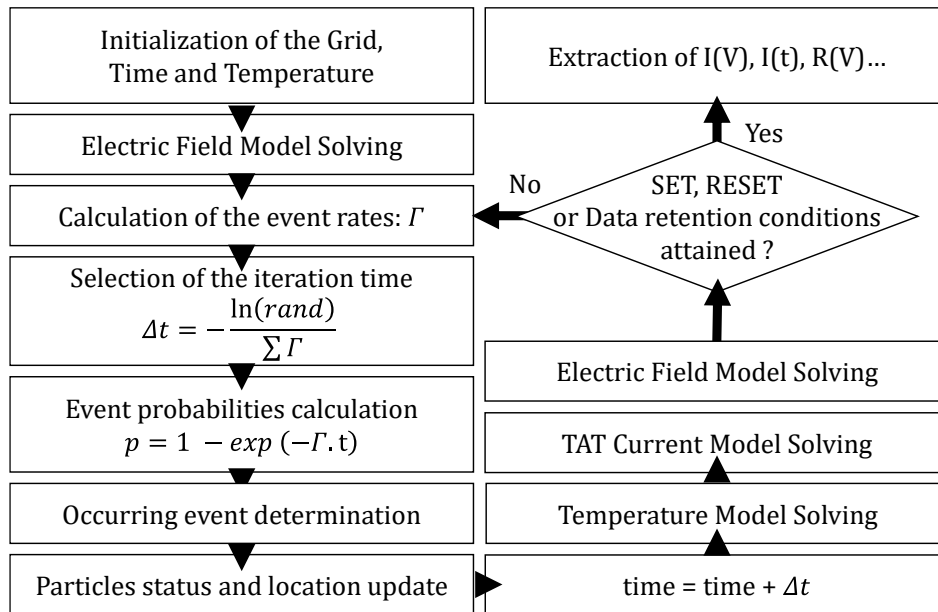 Initialization of the Grid,
Time and Temperature
Electric Field Model Solving
Calculation of the event rates: Γ
Selection of the iteration time
Δt = − ln(rand) / ∑ Γ
Event probabilities calculation
p = 1 − exp (−Γ. t)
Occurring event determination
Particles status and location update
time = time + Δt
Temperature Model Solving
TAT Current Model Solving
Electric Field Model Solving
SET, RESET
or Data retention conditions
attained ?
No
Yes
Extraction of I(V), I(t), R(V)…